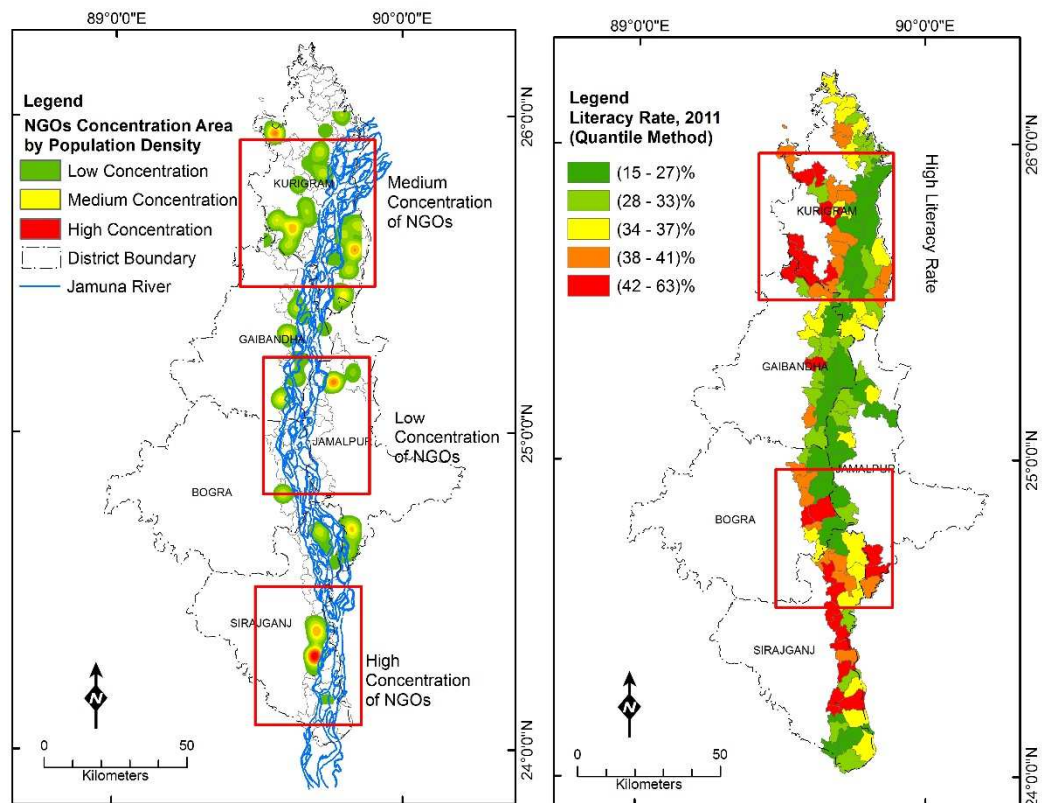 89°0'0"E
90°0'0"E
Legend
NGOs Concentration Area
by Population Density
Low Concentration
Medium Concentration
High Concentration
District Boundary
Jamuna River
KURIGRAM
Medium
Concentration
of NGOs
GAIBANDHA
JAMALPUR
Low
Concentration
of NGOs
BOGRA
SIRAJGANJ
High
Concentration
of NGOs
N
0
50
Kilometers
26°0'0"N
25°0'0"N
24°0'0"N
89°0'0"E
90°0'0"E
Legend
Literacy Rate, 2011
(Quantile Method)
(15 - 27)%
(28 - 33)%
(34 - 37)%
(38 - 41)%
(42 - 63)%
KURIGRAM
High Literacy Rate
GAIBANDHA
JAMALPUR
BOGRA
SIRAJGANJ
N
0
50
Kilometers
26°0'0"N
25°0'0"N
24°0'0"N